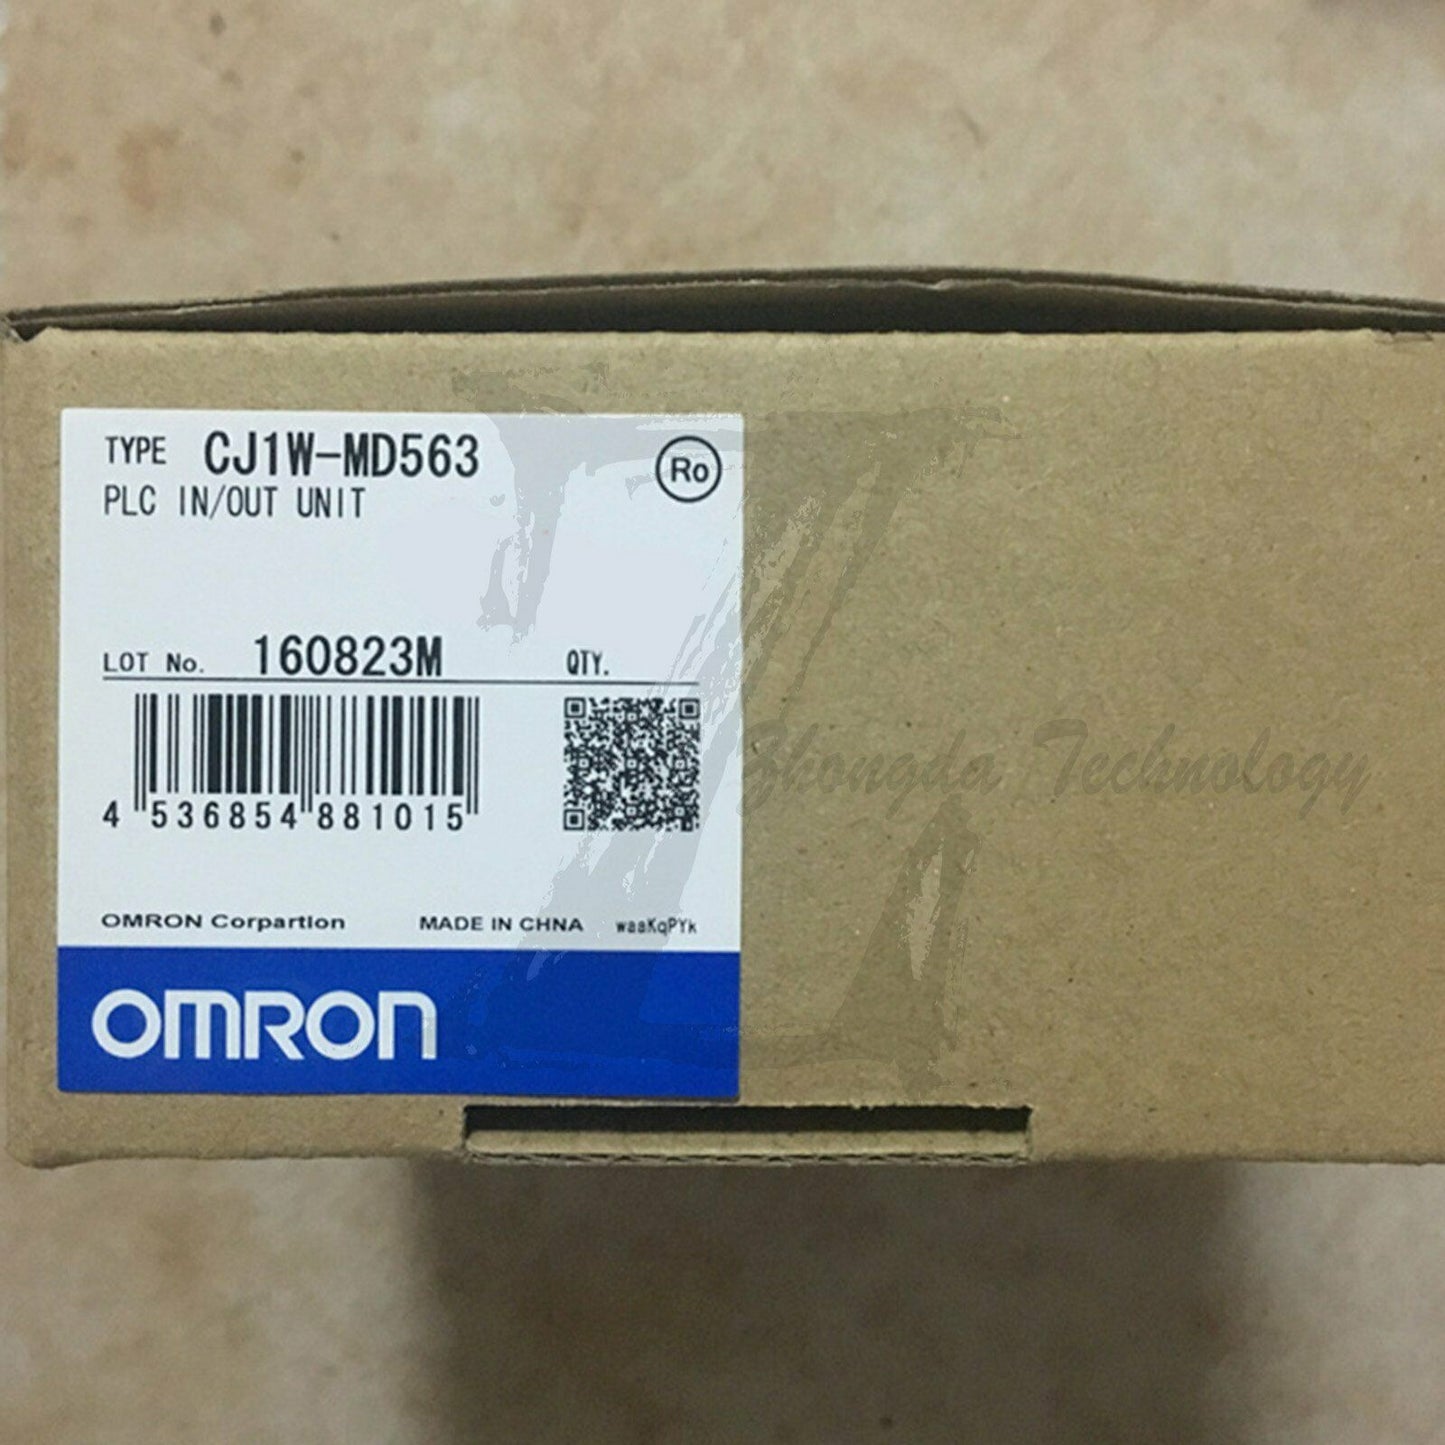 TYPE CJ1W-MD563
Ro
PLC IN/OUT UNIT
LOT No. 160823M QTY.
4 536854 881015
OMRON Corpartion MADE IN CHNA waaKqPYk
OMRON
Zhongda Technology